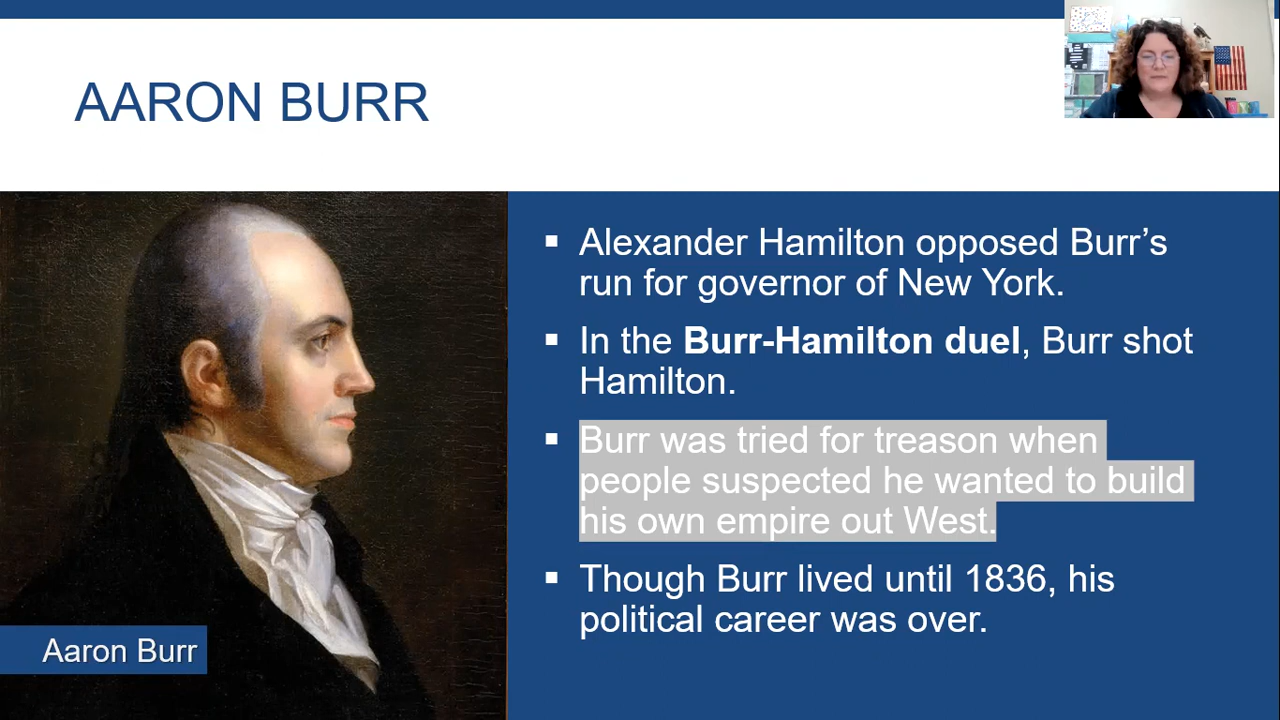 AARON BURR
▪ Alexander Hamilton opposed Burr’s
run for governor of New York.
▪ In the Burr-Hamilton duel, Burr shot
Hamilton.
▪ Burr was tried for treason when
people suspected he wanted to build
his own empire out West.
▪ Though Burr lived until 1836, his
political career was over.
Aaron Burr